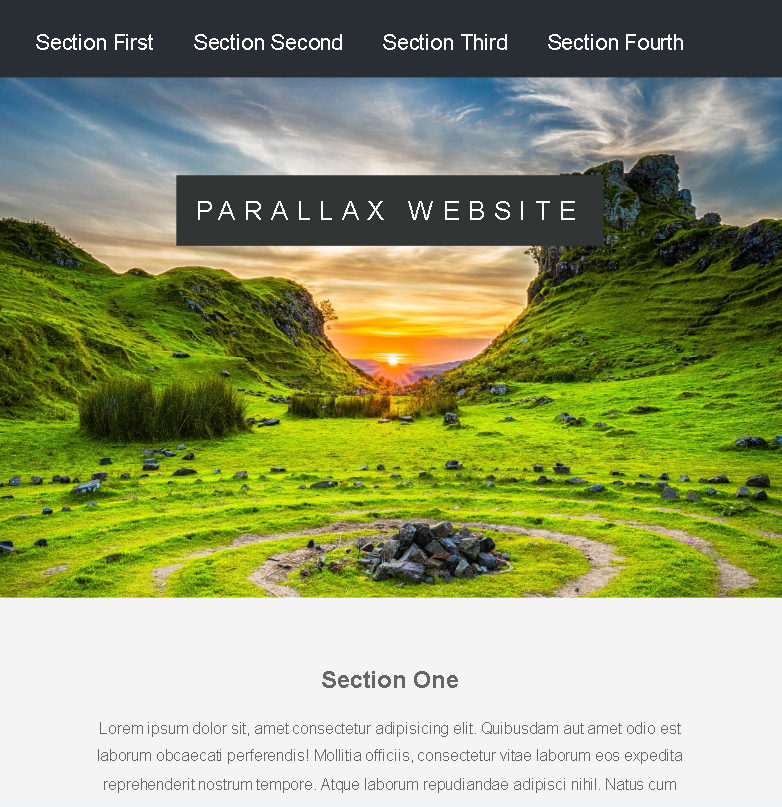 Section First Section Second Section Third Section Fourth
PARALLAX WEBSITE
Section One
Lorem ipsum dolor sit, amet consectetur adipisicing elit. Quibusdam aut amet odio est
laborum obcaecati perferendis! Mollitia officiis, consectetur vitae laborum eos expedita
reprehenderit nostrum tempore. Atque laborum repudiandae adipisci nihil. Natus cum